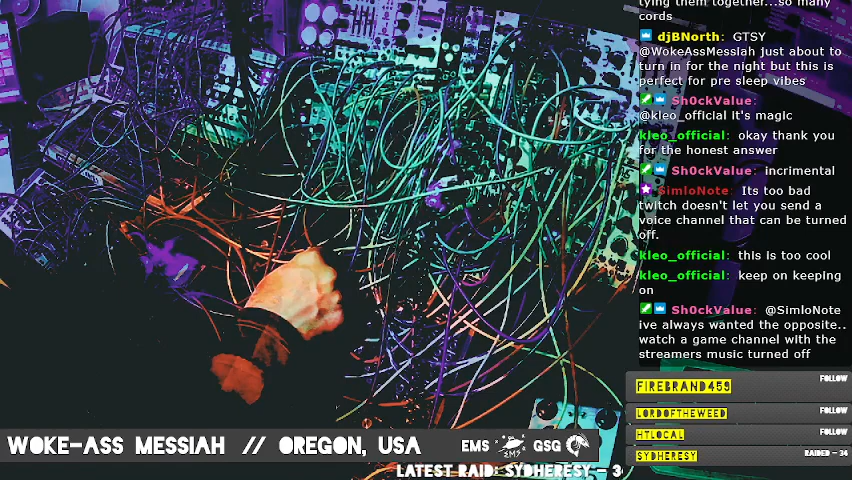 tying them together...so many
cords
djBNorth: GTSY
@WokeAssMessiah just about to
turn in for the night but this is
perfect for pre sleep vibes
Sh0ckValue:
@kleo_official it's magic
kleo_official: okay thank you
for the honest answer
Sh0ckValue: incrimental
SimloNote: Its too bad
twitch doesn't let you send a
voice channel that can be turned
off.
kleo_official: this is too cool
kleo_official: keep on keeping
on
Sh0ckValue: @SimloNote
ive always wanted the opposite..
watch a game channel with the
streamers music turned off
FIREBRAND459 FOLLOW
LORDOFTHEWEED FOLLOW
HTLOCAL FOLLOW
SYDHERESY RAIDED - 34
WOKE-ASS MESSIAH // OREGON, USA EMS EMS GSG
LATEST RAID: SYDHERESY - 3